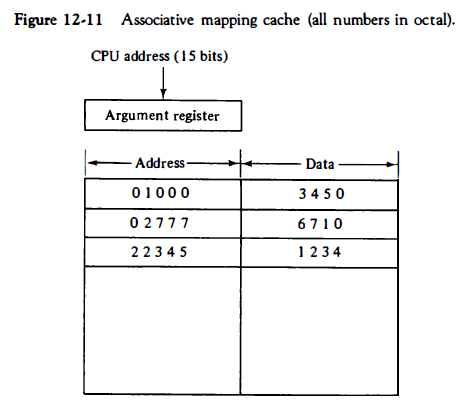 Figure 12-11 Associative mapping cache (all numbers in octal).
CPU address (15 bits)
Argument register
Address Data
01000 3450
02777 6710
22345 1234